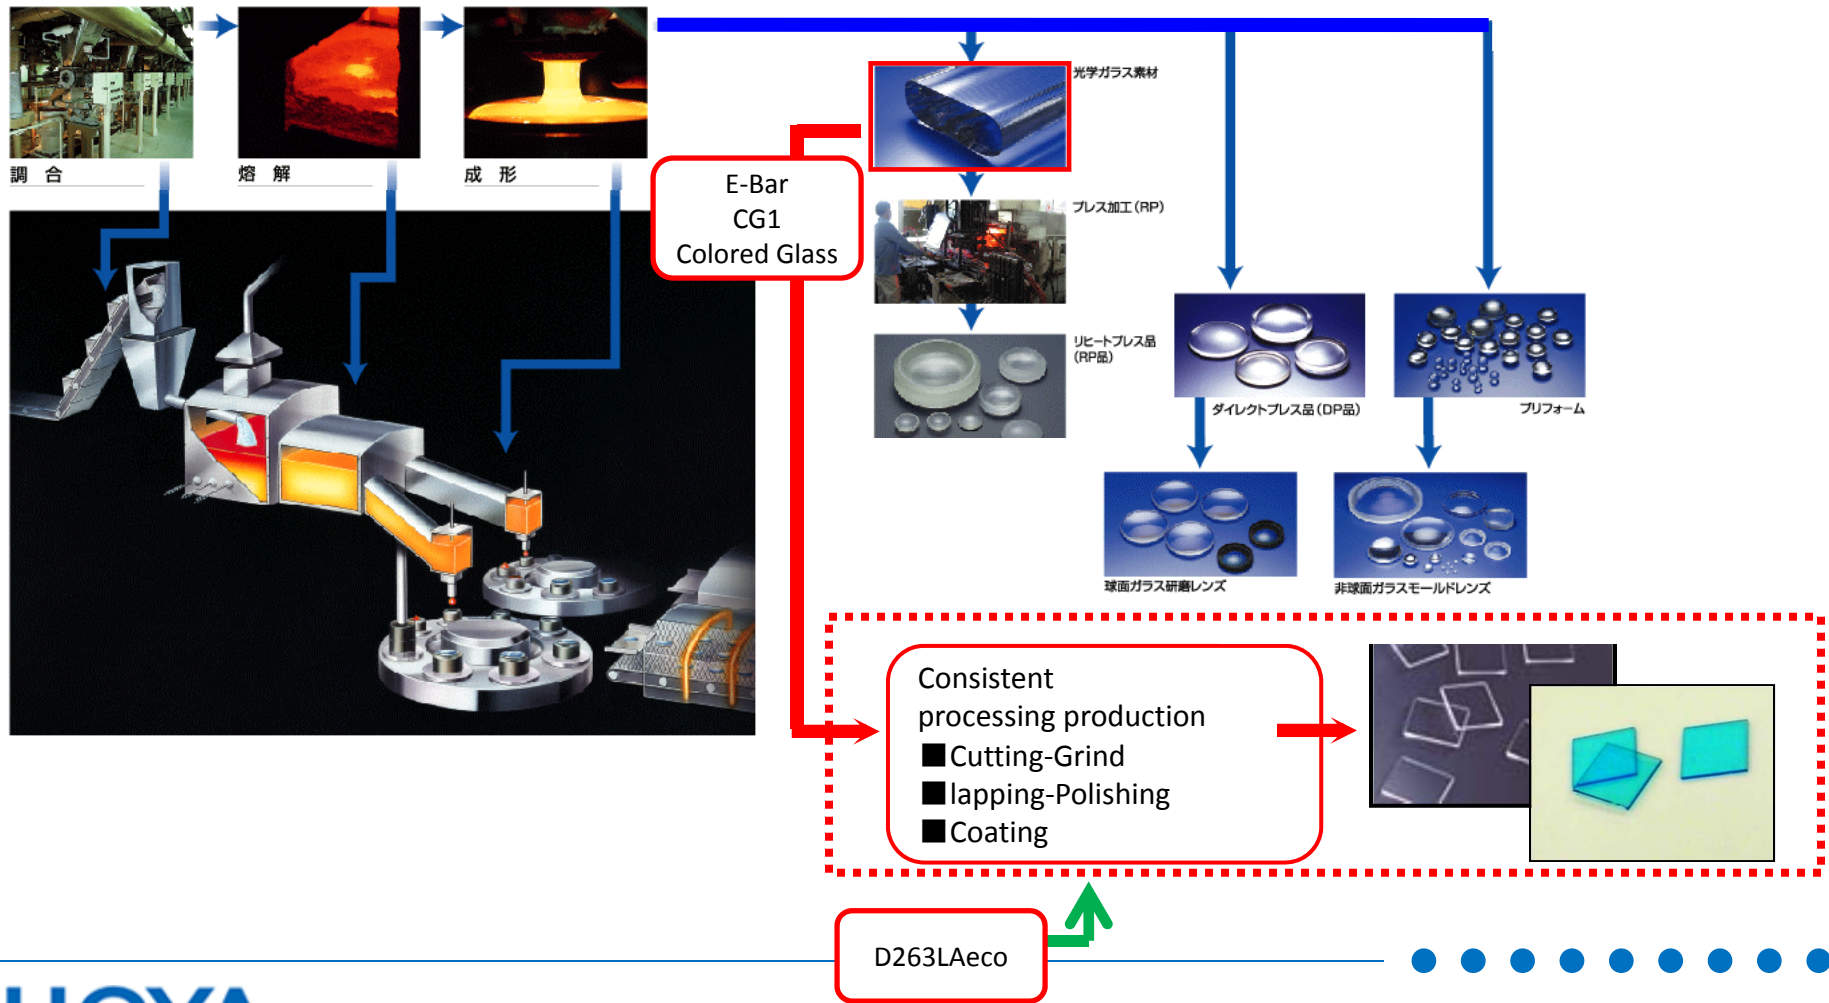 調 合
熔 解
成 形
光学ガラス素材
E-Bar
CG1
Colored Glass
プレス加工(RP)
リヒートプレス品
(RP品)
ダイレクトプレス品(DP品)
プリフォーム
球面ガラス研磨レンズ
非球面ガラスモールドレンズ
Consistent
processing production
■Cutting-Grind
■lapping-Polishing
■Coating
D263LAeco
HOYA